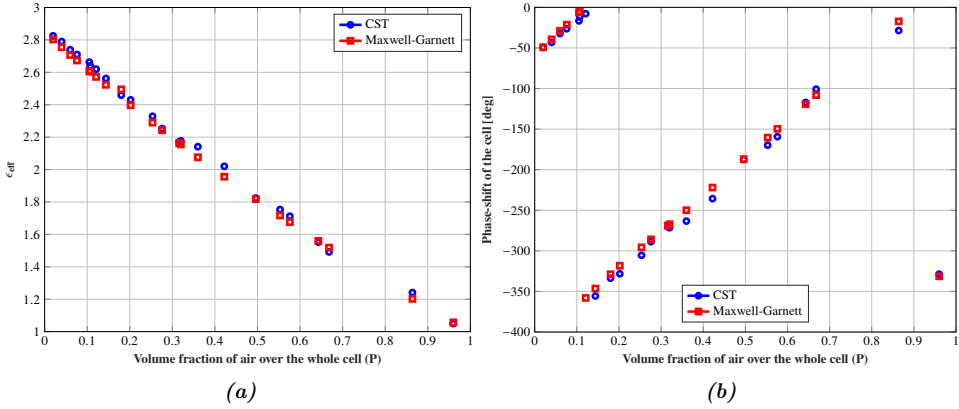 3
2.8
2.6
2.4
2.2
2
1.8
1.6
1.4
1.2
1
ϵeff
CST
Maxwell-Garnett
0 0.1 0.2 0.3 0.4 0.5 0.6 0.7 0.8 0.9 1
Volume fraction of air over the whole cell (P)
(a)
0
−50
−100
−150
−200
−250
−300
−350
−400
Phase-shift of the cell [deg]
CST
Maxwell-Garnett
0 0.1 0.2 0.3 0.4 0.5 0.6 0.7 0.8 0.9 1
Volume fraction of air over the whole cell (P)
(b)